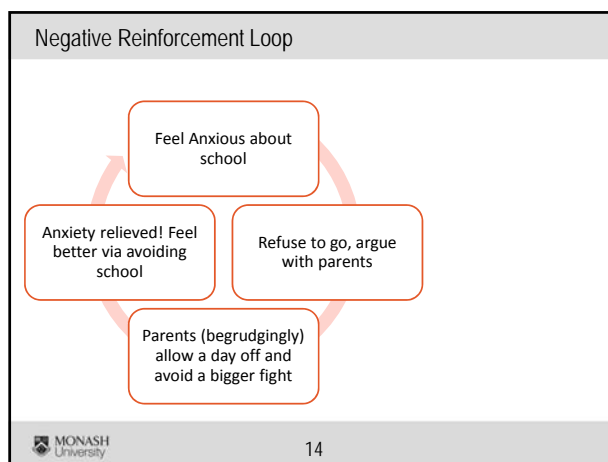 Negative Reinforcement Loop
Feel Anxious about
school
Refuse to go, argue
with parents
Parents (begrudgingly)
allow a day off and
avoid a bigger fight
Anxiety relieved! Feel
better via avoiding
school
MONASH
University
14